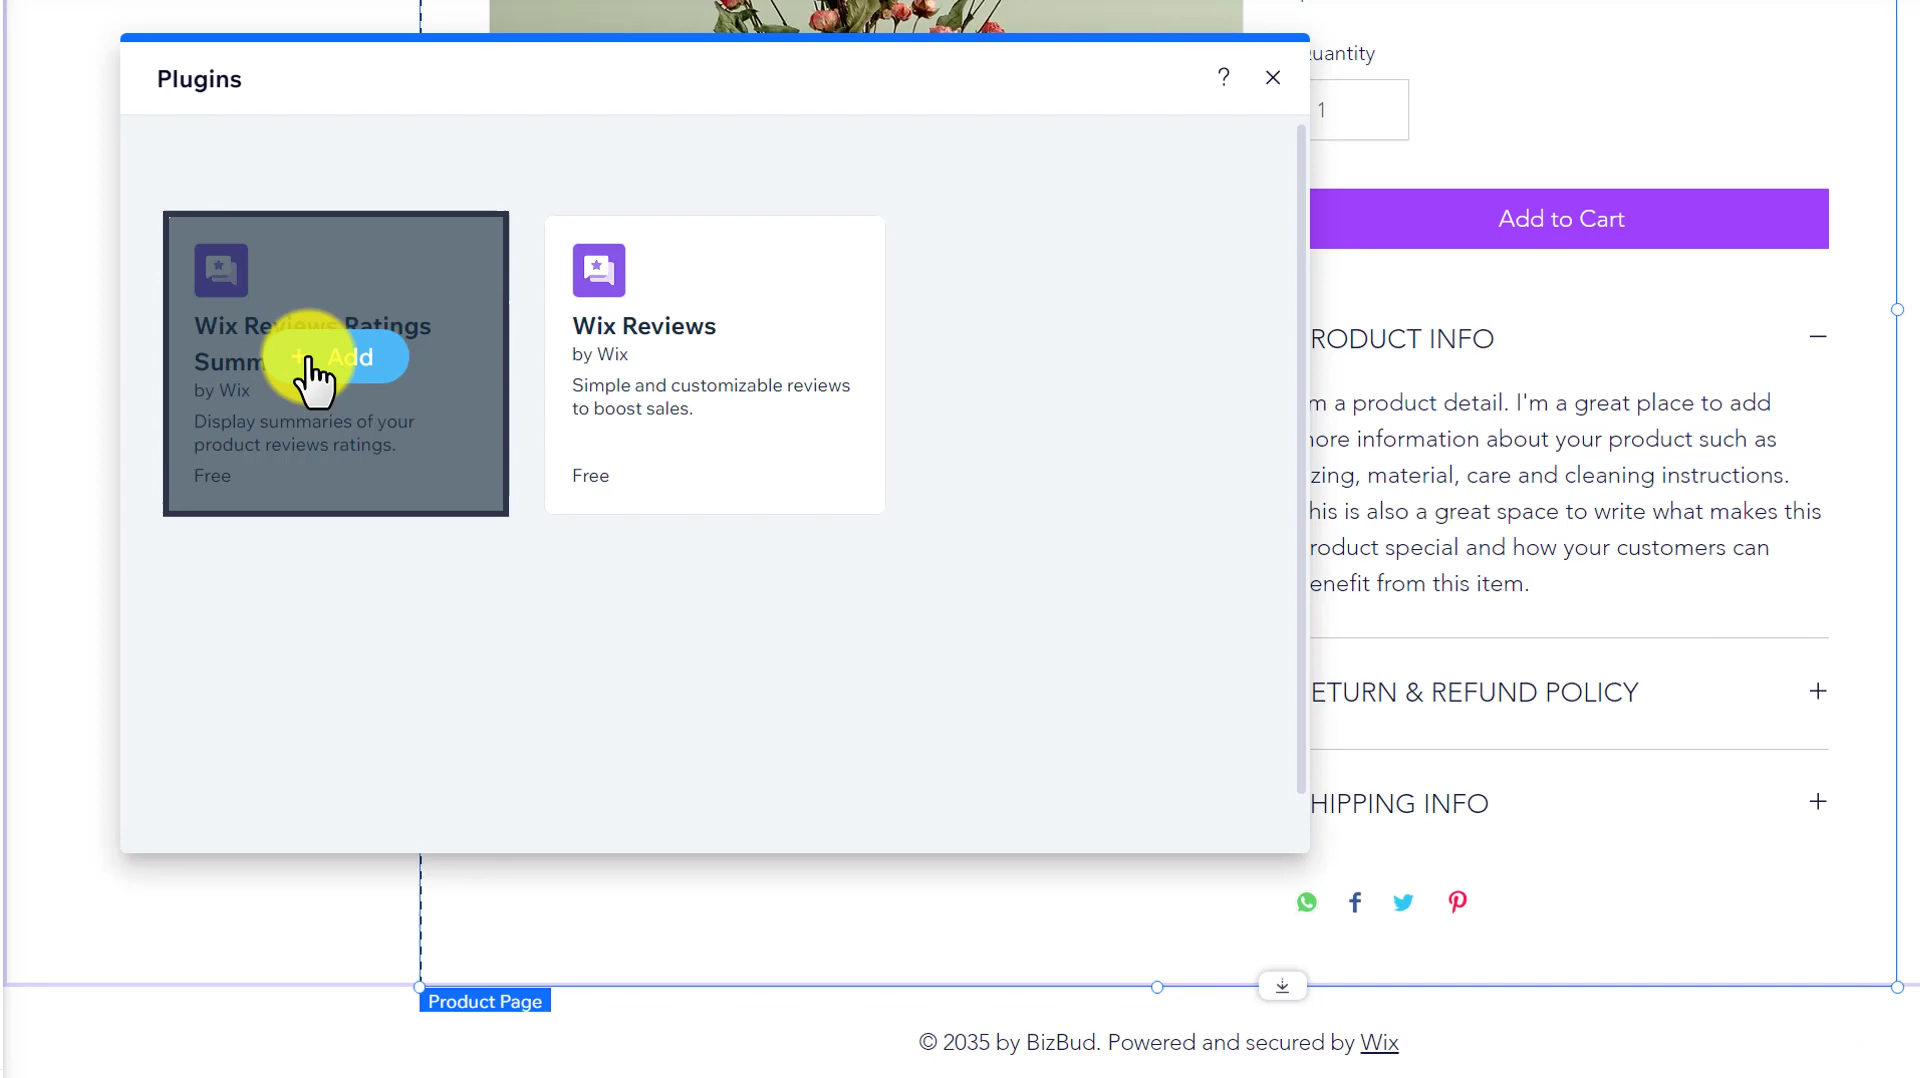 Plugins
?
uantity
1
Add to Cart
Wix Reviews Ratings
Summ
by Wix
Display summaries of your
product reviews ratings.
Free
+ Add
Wix Reviews
by Wix
Simple and customizable reviews
to boost sales.
Free
RODUCT INFO
m a product detail. I'm a great place to add
ore information about your product such as
zing, material, care and cleaning instructions.
his is also a great space to write what makes this
roduct special and how your customers can
enefit from this item.
ETURN & REFUND POLICY
HIPPING INFO
Product Page
© 2035 by BizBud. Powered and secured by Wix